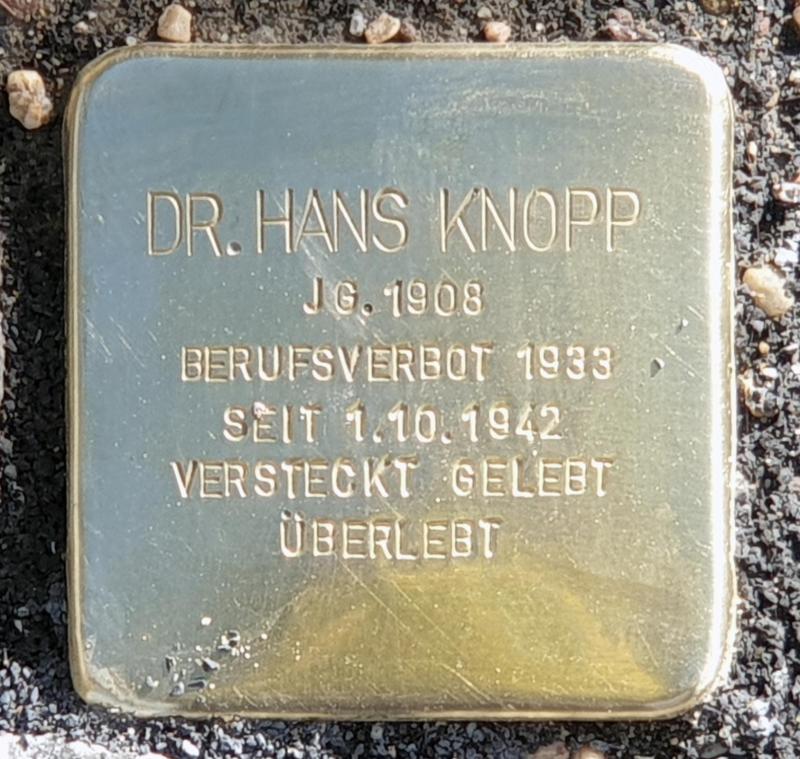 DR. HANS KNOPP
JG. 1908
BERUFSVERBOT 1933
SEIT 1.10.1942
VERSTECKT GELEBT
ÜBERLEBT